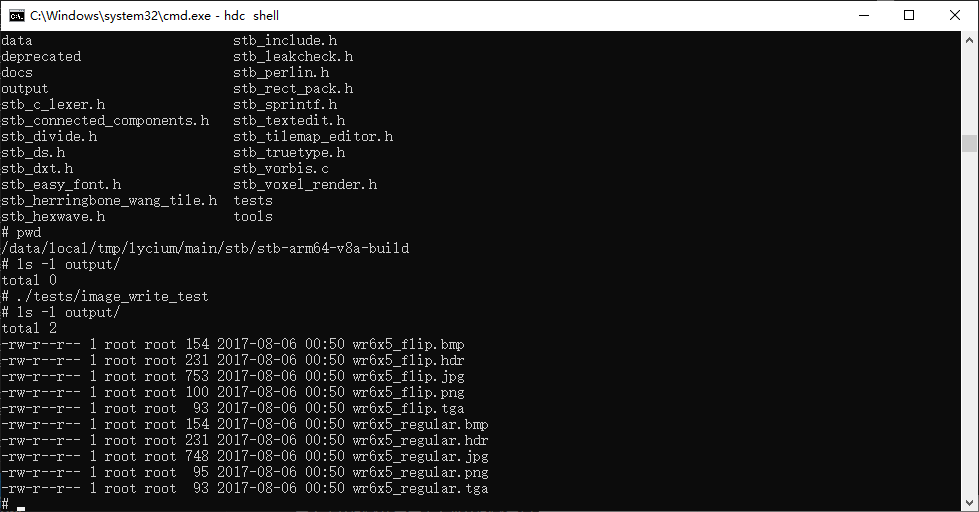 C:\Windows\system32\cmd.exe - hdc  shell
data                         stb_include.h
deprecated                   stb_leakcheck.h
docs                         stb_perlin.h
output                       stb_rect_pack.h
stb_c_lexer.h                stb_sprintf.h
stb_connected_components.h   stb_textedit.h
stb_divide.h                 stb_tilemap_editor.h
stb_ds.h                     stb_truetype.h
stb_dxt.h                    stb_vorbis.c
stb_easy_font.h              stb_voxel_render.h
stb_herringbone_wang_tile.h  tests
stb_hexwave.h                tools
# pwd
/data/local/tmp/lycium/main/stb/stb-arm64-v8a-build
# ls -l output/
total 0
# ./tests/image_write_test
# ls -l output/
total 2
-rw-r--r-- 1 root root 154 2017-08-06 00:50 wr6x5_flip.bmp
-rw-r--r-- 1 root root 231 2017-08-06 00:50 wr6x5_flip.hdr
-rw-r--r-- 1 root root 753 2017-08-06 00:50 wr6x5_flip.jpg
-rw-r--r-- 1 root root 100 2017-08-06 00:50 wr6x5_flip.png
-rw-r--r-- 1 root root  93 2017-08-06 00:50 wr6x5_flip.tga
-rw-r--r-- 1 root root 154 2017-08-06 00:50 wr6x5_regular.bmp
-rw-r--r-- 1 root root 231 2017-08-06 00:50 wr6x5_regular.hdr
-rw-r--r-- 1 root root 748 2017-08-06 00:50 wr6x5_regular.jpg
-rw-r--r-- 1 root root  95 2017-08-06 00:50 wr6x5_regular.png
-rw-r--r-- 1 root root  93 2017-08-06 00:50 wr6x5_regular.tga
#